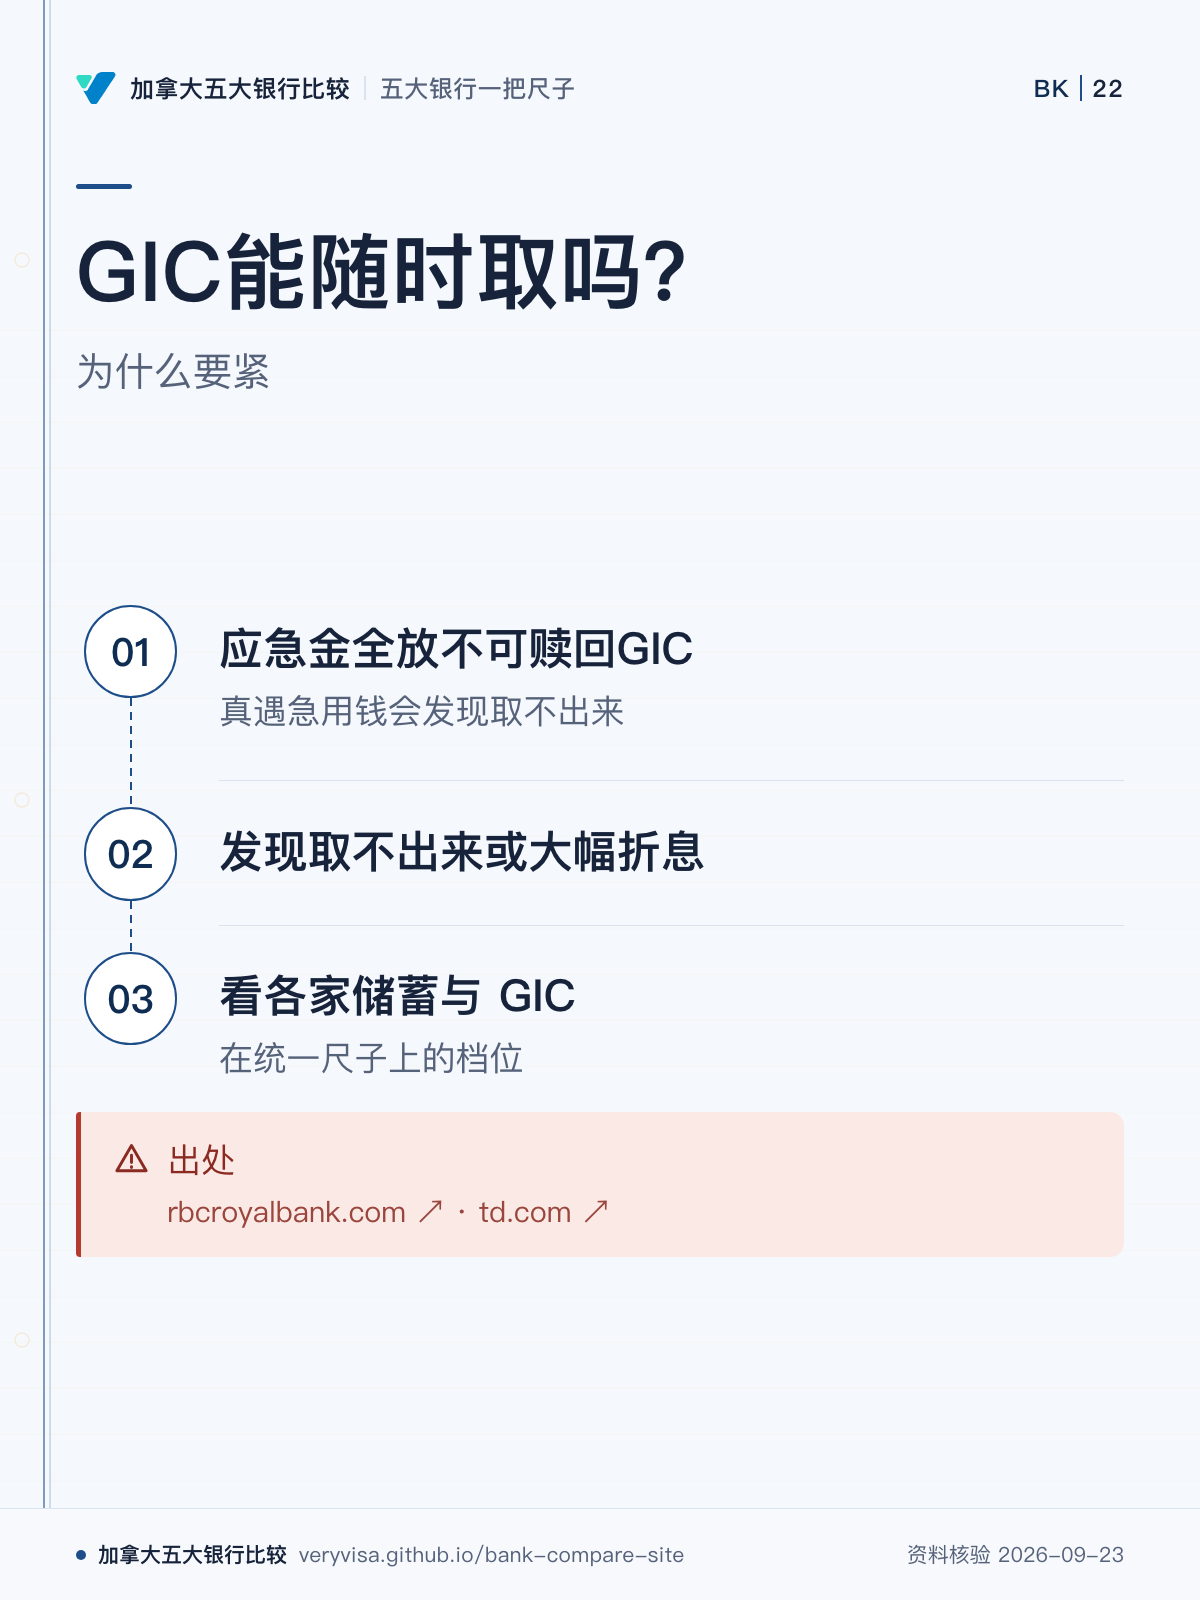 加拿大五大银行比较 五大银行一把尺子 BK 22
GIC能随时取吗?
为什么要紧
01 应急金全放不可赎回GIC
真遇急用钱会发现取不出来
02 发现取不出来或大幅折息
03 看各家储蓄与 GIC
在统一尺子上的档位
出处
rbcroyalbank.com ↗ · td.com ↗
加拿大五大银行比较 veryvisa.github.io/bank-compare-site 资料核验 2026-09-23